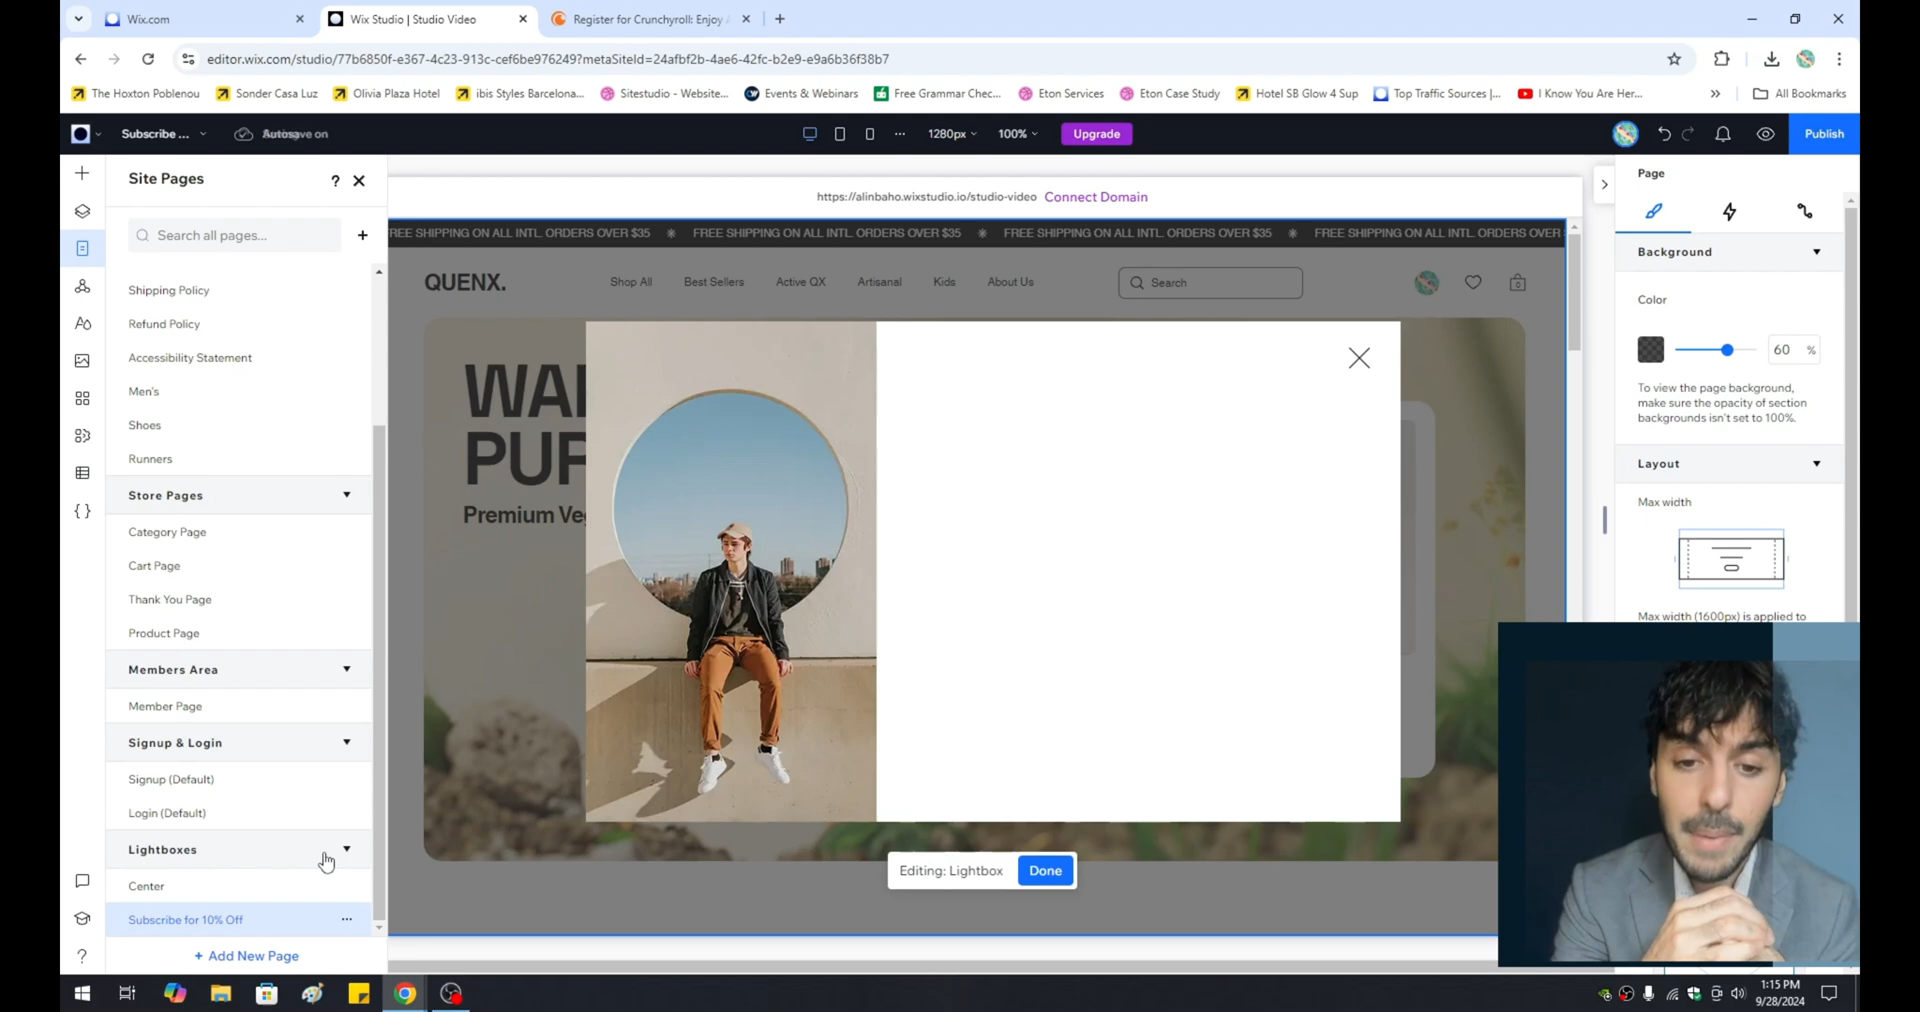 Wix.com
Wix Studio | Studio Video
Register for Crunchyroll: Enjoy
editor.wix.com/studio/77b6850f-e367-4c23-913c-cef6be976249?metaSiteId=24afbf2b-4ae6-42fc-b2e9-e9a6b36f38b7
The Hoxton Poblenou
Sonder Casa Luz
Olivia Plaza Hotel
ibis Styles Barcelona...
Sitestudio - Website...
Events & Webinars
Free Grammar Chec...
Eton Services
Eton Case Study
Hotel SB Glow 4 Sup
Top Traffic Sources |...
I Know You Are Her...
All Bookmarks
Subscribe ...
1280px
100%
Upgrade
Publish
Site Pages
?
Search all pages...
https://alinbaho.wixstudio.io/studio-video Connect Domain
Page
REE SHIPPING ON ALL INTL. ORDERS OVER $35
FREE SHIPPING ON ALL INTL. ORDERS OVER $35
FREE SHIPPING ON ALL INTL. ORDERS OVER $35
FREE SHIPPING ON ALL INTL. ORDERS OVER
QUENX.
Shop All
Best Sellers
Active QX
Artisanal
Kids
About Us
Search
0
WAL
PUR
Premium Ve
Shipping Policy
Refund Policy
Accessibility Statement
Men's
Shoes
Runners
Store Pages
Category Page
Cart Page
Thank You Page
Product Page
Members Area
Member Page
Signup & Login
Signup (Default)
Login (Default)
Lightboxes
Center
Subscribe for 10% Off
+ Add New Page
Editing: Lightbox
Done
Background
Color
60 %
To view the page background,
make sure the opacity of section
backgrounds isn't set to 100%.
Layout
Max width
Max width (1600px) is applied to
?
1:15 PM
9/28/2024